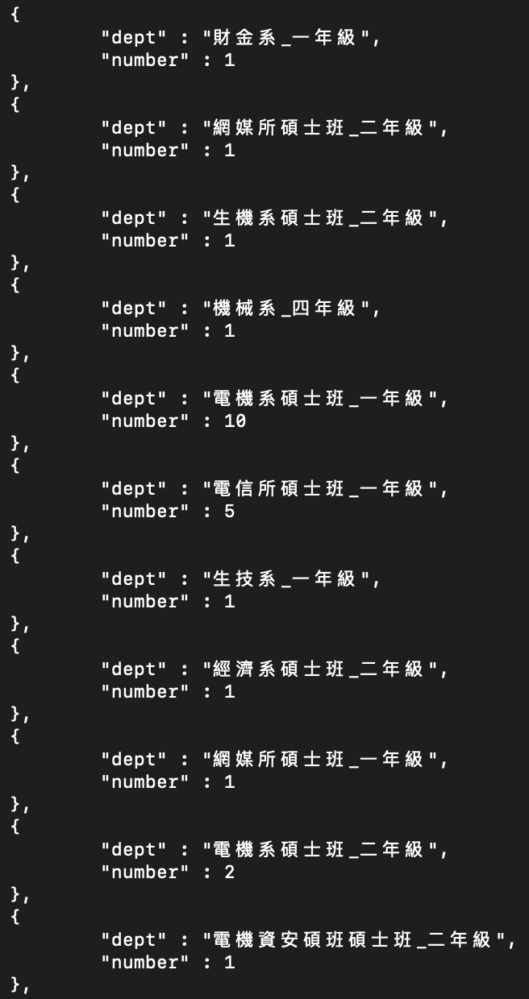 {
"dept" : "財金系_一年級",
"number" : 1
},
{
"dept" : "網媒所碩士班_二年級",
"number" : 1
},
{
"dept" : "生機系碩士班_二年級",
"number" : 1
},
{
"dept" : "機械系_四年級",
"number" : 1
},
{
"dept" : "電機系碩士班_一年級",
"number" : 10
},
{
"dept" : "電信所碩士班_一年級",
"number" : 5
},
{
"dept" : "生技系_一年級",
"number" : 1
},
{
"dept" : "經濟系碩士班_二年級",
"number" : 1
},
{
"dept" : "網媒所碩士班_一年級",
"number" : 1
},
{
"dept" : "電機系碩士班_二年級",
"number" : 2
},
{
"dept" : "電機資安碩班碩士班_二年級",
"number" : 1
},